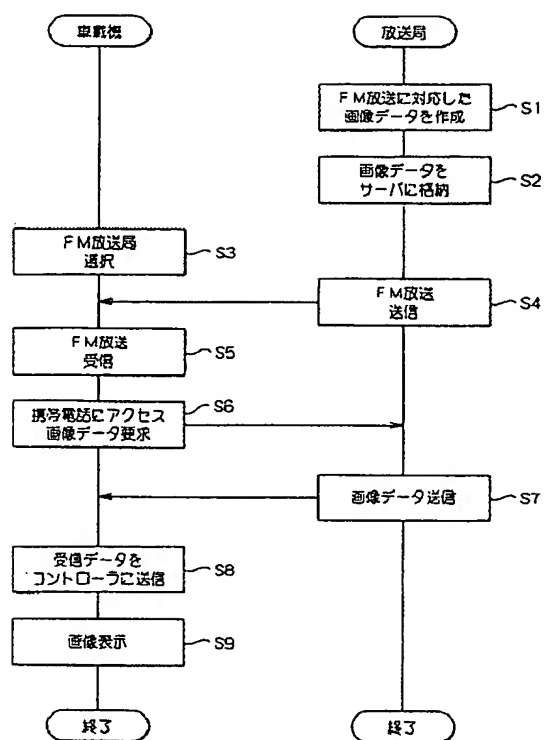 車載機
放送局
FM放送に対応した
画像データを作成
S1
画像データを
サーバに格納
S2
FM放送局
選択
S3
FM放送
送信
S4
FM放送
受信
S5
携帯電話にアクセス
画像データ要求
S6
画像データ送信
S7
受信データを
コントローラに送信
S8
画像表示
S9
終了
終了